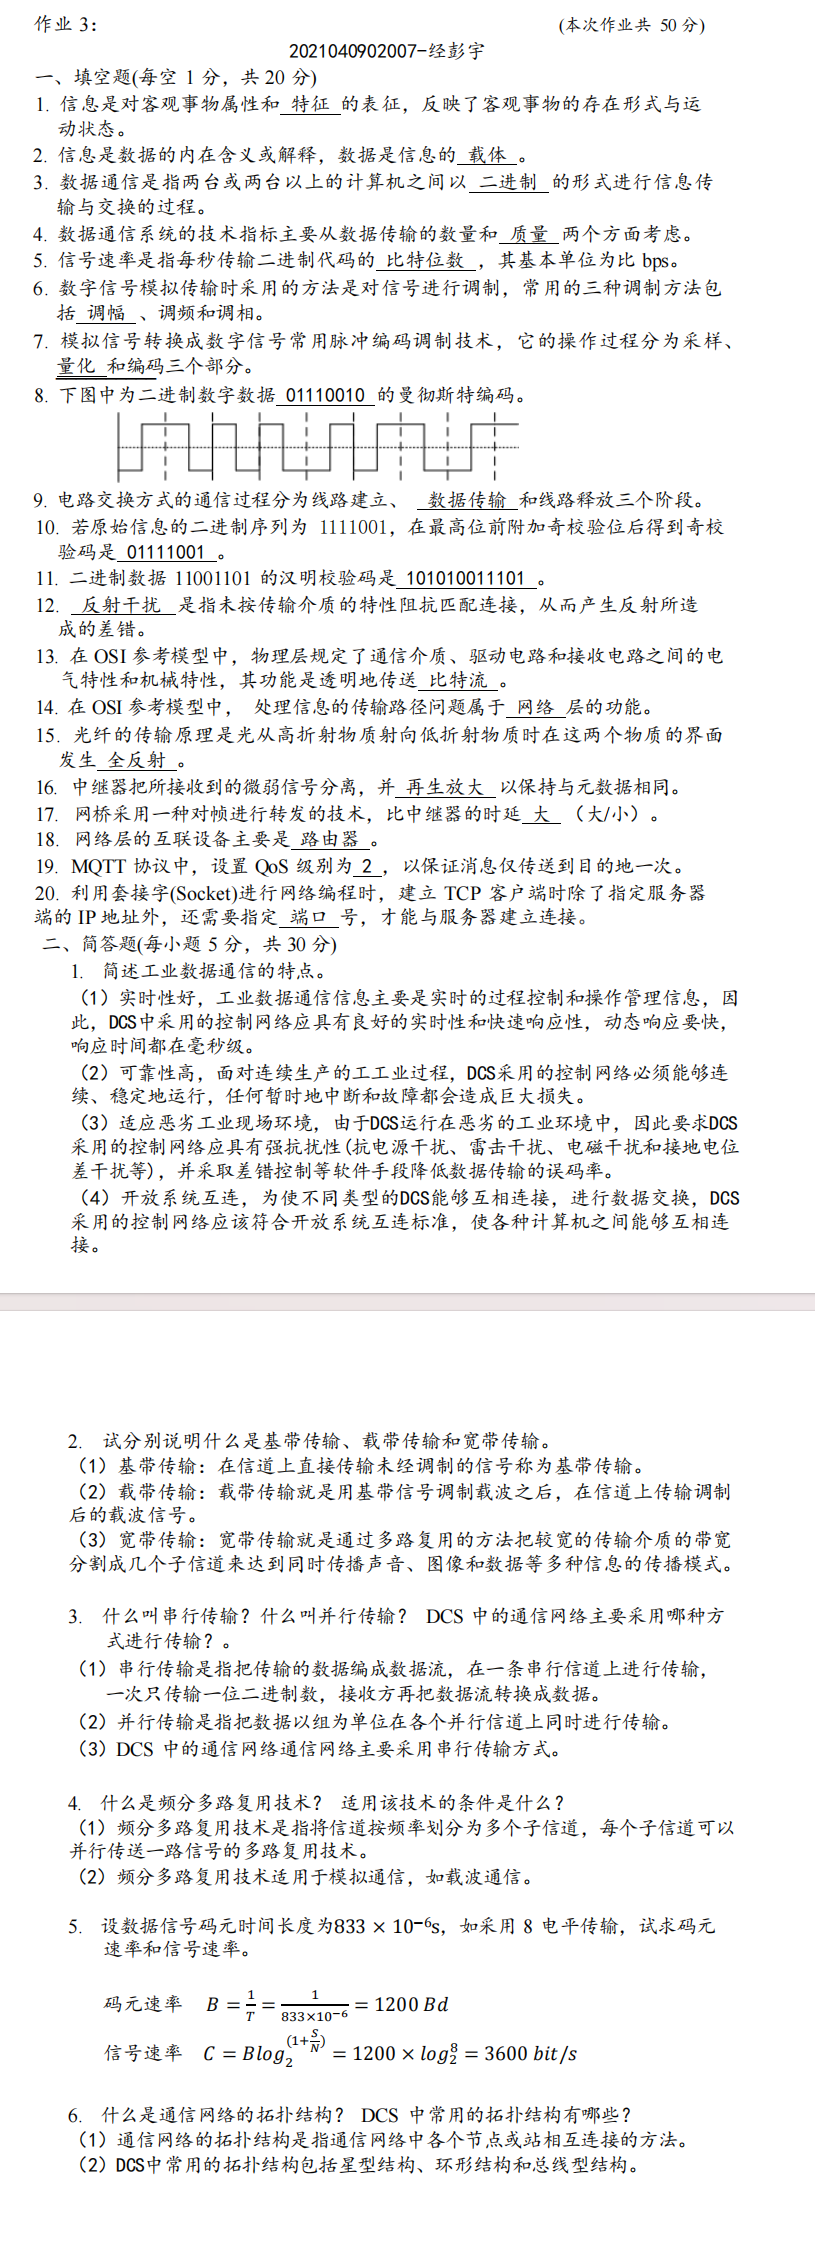 作业 3： (本次作业共 50 分)
2021040902007-经彭宇
一、填空题(每空 1 分，共 20 分)
1. 信息是对客观事物属性和 特征 的表征，反映了客观事物的存在形式与运
动状态。
2. 信息是数据的内在含义或解释，数据是信息的 载体 。
3. 数据通信是指两台或两台以上的计算机之间以 二进制 的形式进行信息传
输与交换的过程。
4. 数据通信系统的技术指标主要从数据传输的数量和 质量 两个方面考虑。
5. 信号速率是指每秒传输二进制代码的 比特位数 ，其基本单位为比 bps。
6. 数字信号模拟传输时采用的方法是对信号进行调制，常用的三种调制方法包
括 调幅 、调频和调相。
7. 模拟信号转换成数字信号常用脉冲编码调制技术，它的操作过程分为采样、
量化 和编码三个部分。
8. 下图中为二进制数字数据 01110010 的曼彻斯特编码。
9. 电路交换方式的通信过程分为线路建立、 数据传输 和线路释放三个阶段。
10. 若原始信息的二进制序列为 1111001，在最高位前附加奇校验位后得到奇校
验码是 01111001 。
11. 二进制数据 11001101 的汉明校验码是 101010011101 。
12. 反射干扰 是指未按传输介质的特性阻抗匹配连接，从而产生反射所造
成的差错。
13. 在 OSI 参考模型中，物理层规定了通信介质、驱动电路和接收电路之间的电
气特性和机械特性，其功能是透明地传送 比特流 。
14. 在 OSI 参考模型中， 处理信息的传输路径问题属于 网络 层的功能。
15. 光纤的传输原理是光从高折射物质射向低折射物质时在这两个物质的界面
发生 全反射 。
16. 中继器把所接收到的微弱信号分离，并 再生放大 以保持与元数据相同。
17. 网桥采用一种对帧进行转发的技术，比中继器的时延 大 （大/小）。
18. 网络层的互联设备主要是 路由器 。
19. MQTT 协议中，设置 QoS 级别为 2 ，以保证消息仅传送到目的地一次。
20. 利用套接字(Socket)进行网络编程时，建立 TCP 客户端时除了指定服务器
端的 IP 地址外，还需要指定 端口 号，才能与服务器建立连接。
二、简答题(每小题 5 分，共 30 分)
1. 简述工业数据通信的特点。
（1）实时性好，工业数据通信信息主要是实时的过程控制和操作管理信息，因
此，DCS中采用的控制网络应具有良好的实时性和快速响应性，动态响应要快，
响应时间都在毫秒级。
（2）可靠性高，面对连续生产的工工业过程，DCS采用的控制网络必须能够连
续、稳定地运行，任何暂时地中断和故障都会造成巨大损失。
（3）适应恶劣工业现场环境，由于DCS运行在恶劣的工业环境中，因此要求DCS
采用的控制网络应具有强抗扰性(抗电源干扰、雷击干扰、电磁干扰和接地电位
差干扰等)，并采取差错控制等软件手段降低数据传输的误码率。
（4）开放系统互连，为使不同类型的DCS能够互相连接，进行数据交换，DCS
采用的控制网络应该符合开放系统互连标准，使各种计算机之间能够互相连
接。
2. 试分别说明什么是基带传输、载带传输和宽带传输。
（1）基带传输：在信道上直接传输未经调制的信号称为基带传输。
（2）载带传输：载带传输就是用基带信号调制载波之后，在信道上传输调制
后的载波信号。
（3）宽带传输：宽带传输就是通过多路复用的方法把较宽的传输介质的带宽
分割成几个子信道来达到同时传播声音、图像和数据等多种信息的传播模式。
3. 什么叫串行传输？什么叫并行传输？ DCS 中的通信网络主要采用哪种方
式进行传输？。
（1）串行传输是指把传输的数据编成数据流，在一条串行信道上进行传输，
一次只传输一位二进制数，接收方再把数据流转换成数据。
（2）并行传输是指把数据以组为单位在各个并行信道上同时进行传输。
（3）DCS 中的通信网络通信网络主要采用串行传输方式。
4. 什么是频分多路复用技术？ 适用该技术的条件是什么？
（1）频分多路复用技术是指将信道按频率划分为多个子信道，每个子信道可以
并行传送一路信号的多路复用技术。
（2）频分多路复用技术适用于模拟通信，如载波通信。
5. 设数据信号码元时间长度为833 × 10⁻⁶s，如采用 8 电平传输，试求码元
速率和信号速率。
码元速率 B = 1/T = 1/(833×10⁻⁶) = 1200 Bd
信号速率 C = Blog₂^(1+S/N) = 1200 × log₂⁸ = 3600 bit/s
6. 什么是通信网络的拓扑结构？ DCS 中常用的拓扑结构有哪些？
（1）通信网络的拓扑结构是指通信网络中各个节点或站相互连接的方法。
（2）DCS中常用的拓扑结构包括星型结构、环形结构和总线型结构。